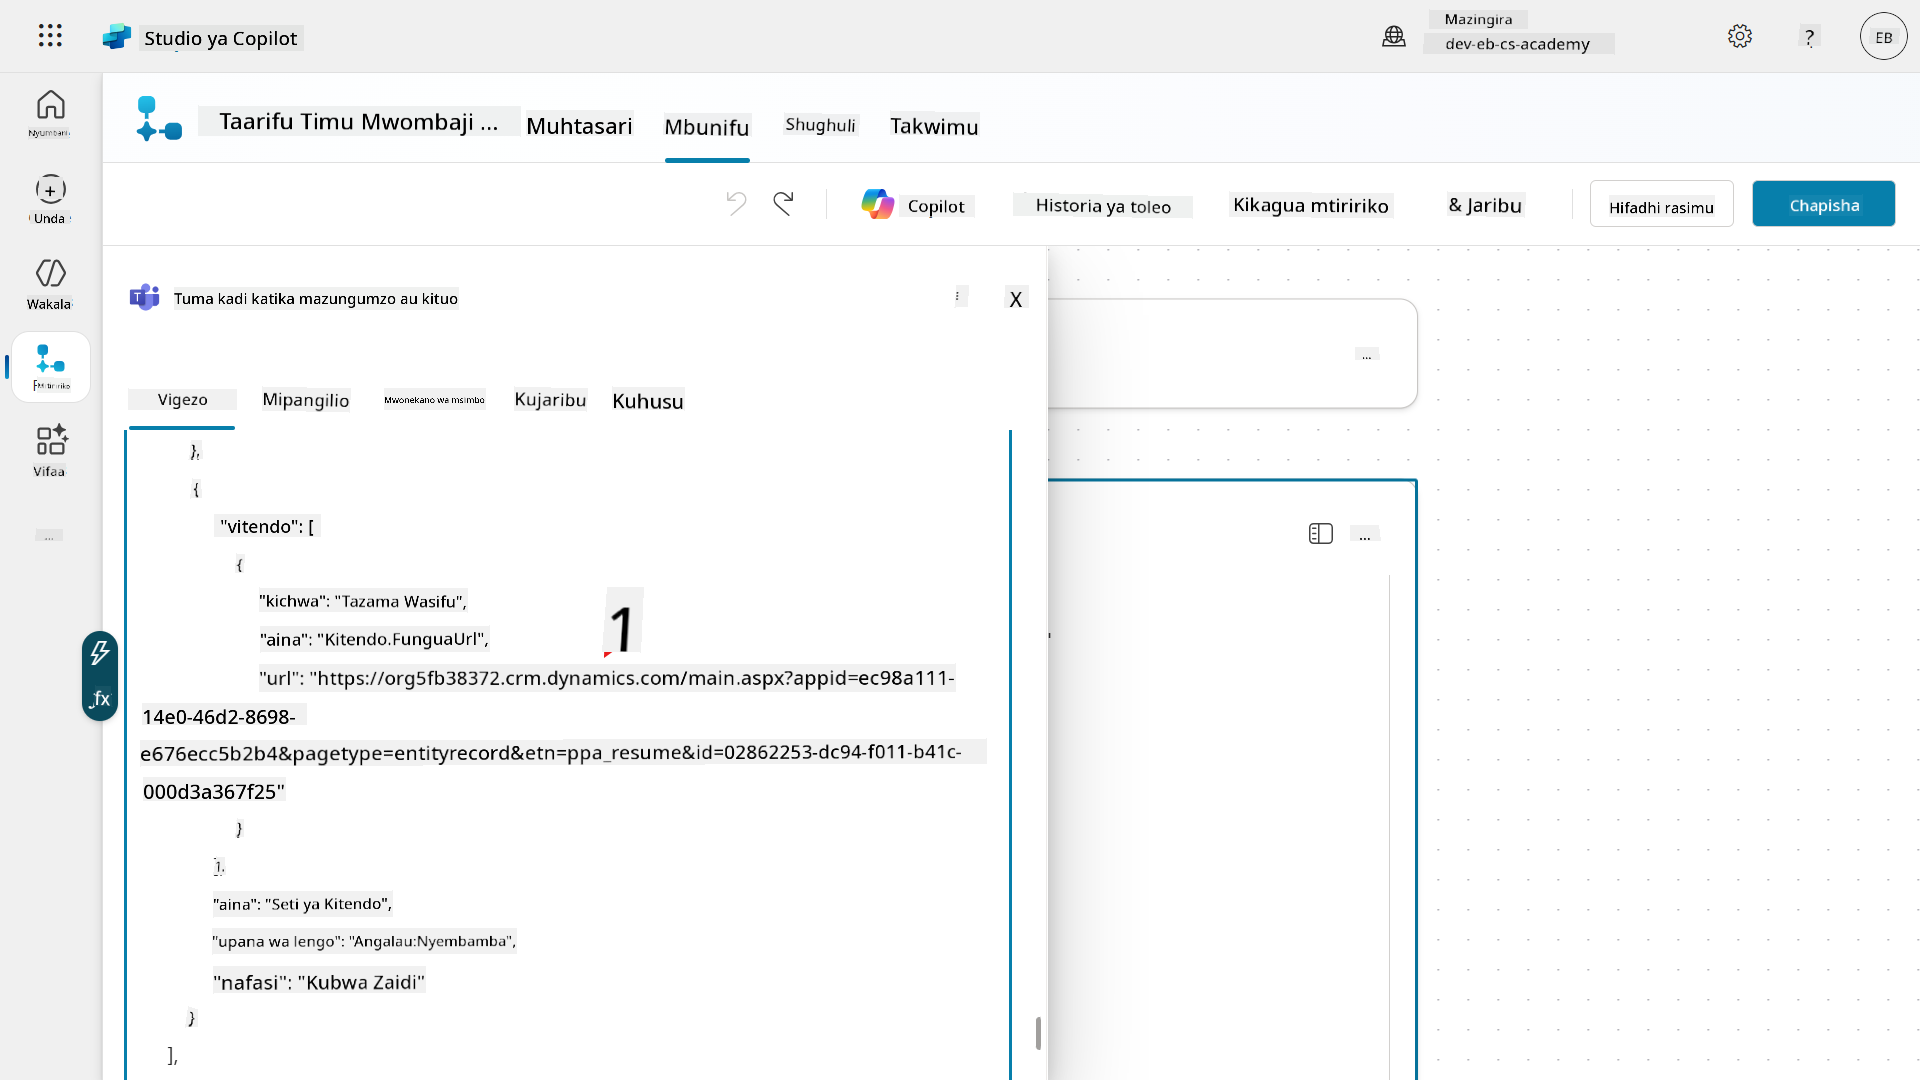 Studio ya Copilot
Mazingira
dev-eb-cs-academy
?
EB
Nyumbani
Unda
Wakala
Mtiririko
Vifaa
...
Taarifu Timu Mwombaji ...
Muhtasari
Mbunifu
Shughuli
Takwimu
Copilot
Historia ya toleo
Kikagua mtiririko
& Jaribu
Hifadhi rasimu
Chapisha
Tuma kadi katika mazungumzo au kituo
X
Vigezo
Mipangilio
Mwonekano wa msimbo
Kujaribu
Kuhusu
},
{
"vitendo": [
{
"kichwa": "Tazama Wasifu",
"aina": "Kitendo.FunguaUrl",
1
"url": "https://org5fb38372.crm.dynamics.com/main.aspx?appid=ec98a111-
14e0-46d2-8698-
e676ecc5b2b4&pagetype=entityrecord&etn=ppa_resume&id=02862253-dc94-f011-b41c-
000d3a367f25"
}
"aina": "Seti ya Kitendo",
"upana wa lengo": "Angalau:Nyembamba",
"nafasi": "Kubwa Zaidi"
}
],
fx
...
...